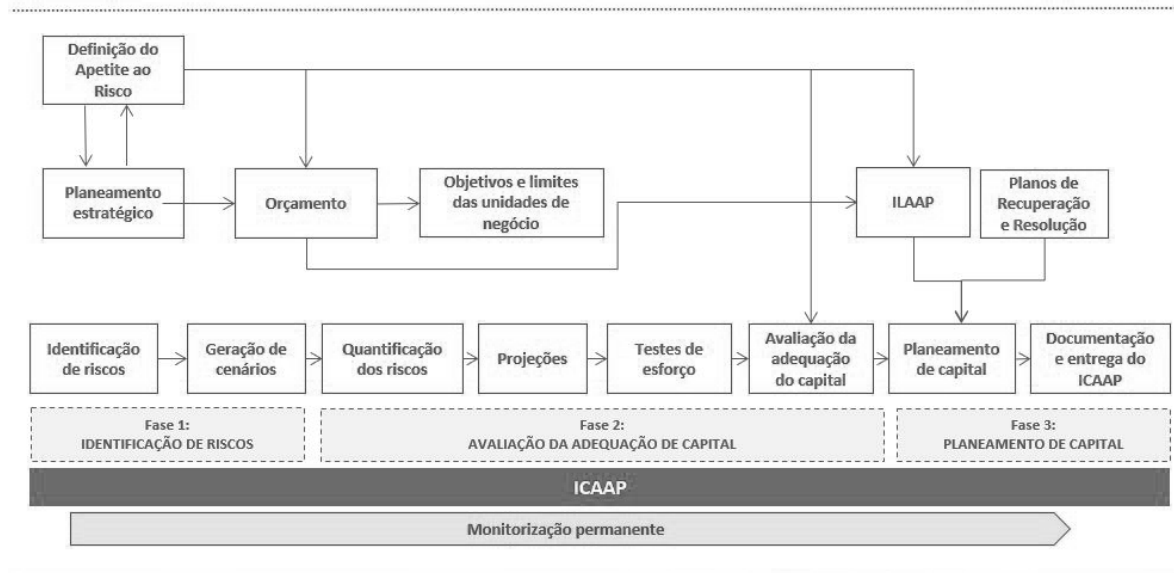 Definição do
Apetite ao
Risco
Planeamento
estratégico
Orçamento
Objetivos e limites
das unidades de
negócio
ILAAP
Planos de
Recuperação
e Resolução
Identificação
de riscos
Geração de
cenários
Quantificação
dos riscos
Projeções
Testes de
esforço
Avaliação da
adequação
do capital
Planeamento
de capital
Documentação
e entrega do
ICAAP
Fase 1:
IDENTIFICAÇÃO DE RISCOS
Fase 2:
AVALIAÇÃO DA ADEQUAÇÃO DE CAPITAL
Fase 3:
PLANEAMENTO DE CAPITAL
ICAAP
Monitorização permanente